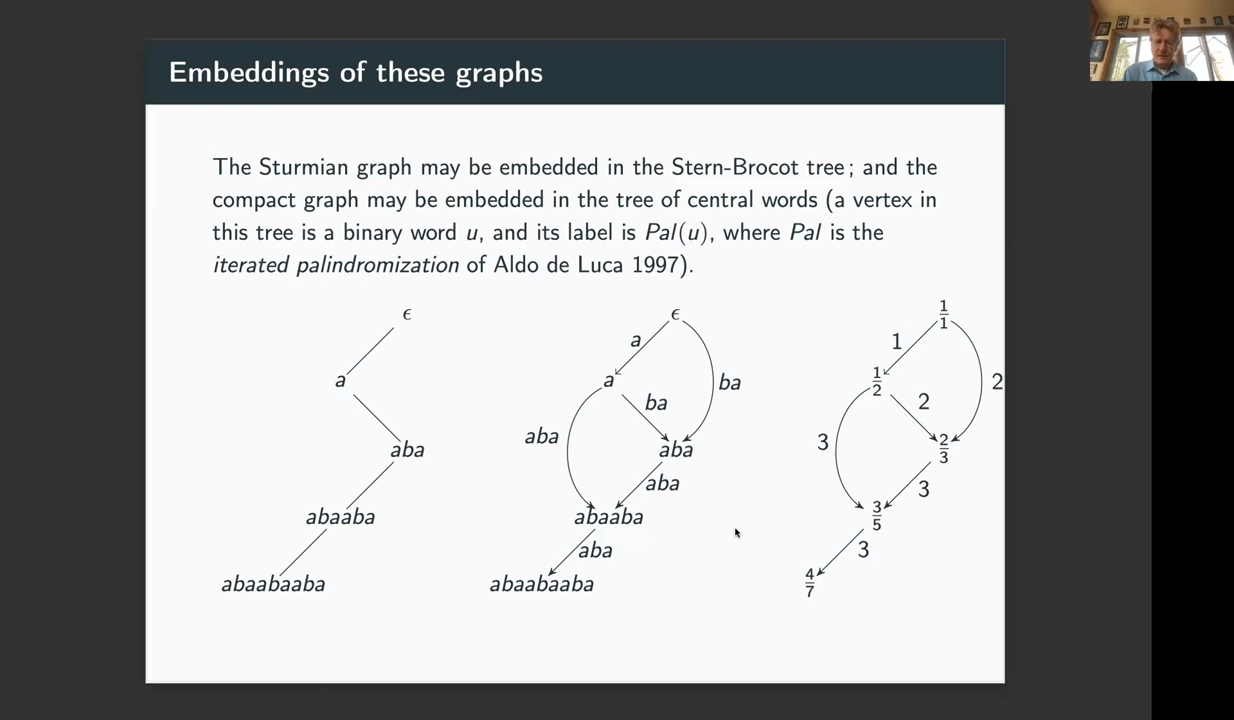 Embeddings of these graphs
The Sturmian graph may be embedded in the Stern-Brocot tree; and the
compact graph may be embedded in the tree of central words (a vertex in
this tree is a binary word u, and its label is Pal(u), where Pal is the
iterated palindromization of Aldo de Luca 1997).
ϵ
a
aba
abaaba
abaabaaba
ϵ
a
a
ba
ba
aba
aba
aba
abaaba
aba
abaabaaba
1/1
1
1/2
2
2
3
2/3
3
3/5
3
4/7